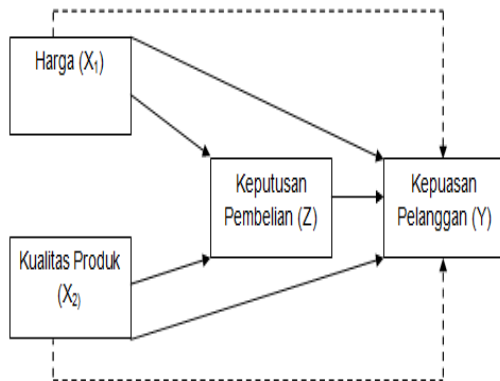 Harga (X₁)
Keputusan
Pembelian (Z)
Kepuasan
Pelanggan (Y)
Kualitas Produk
(X₂)